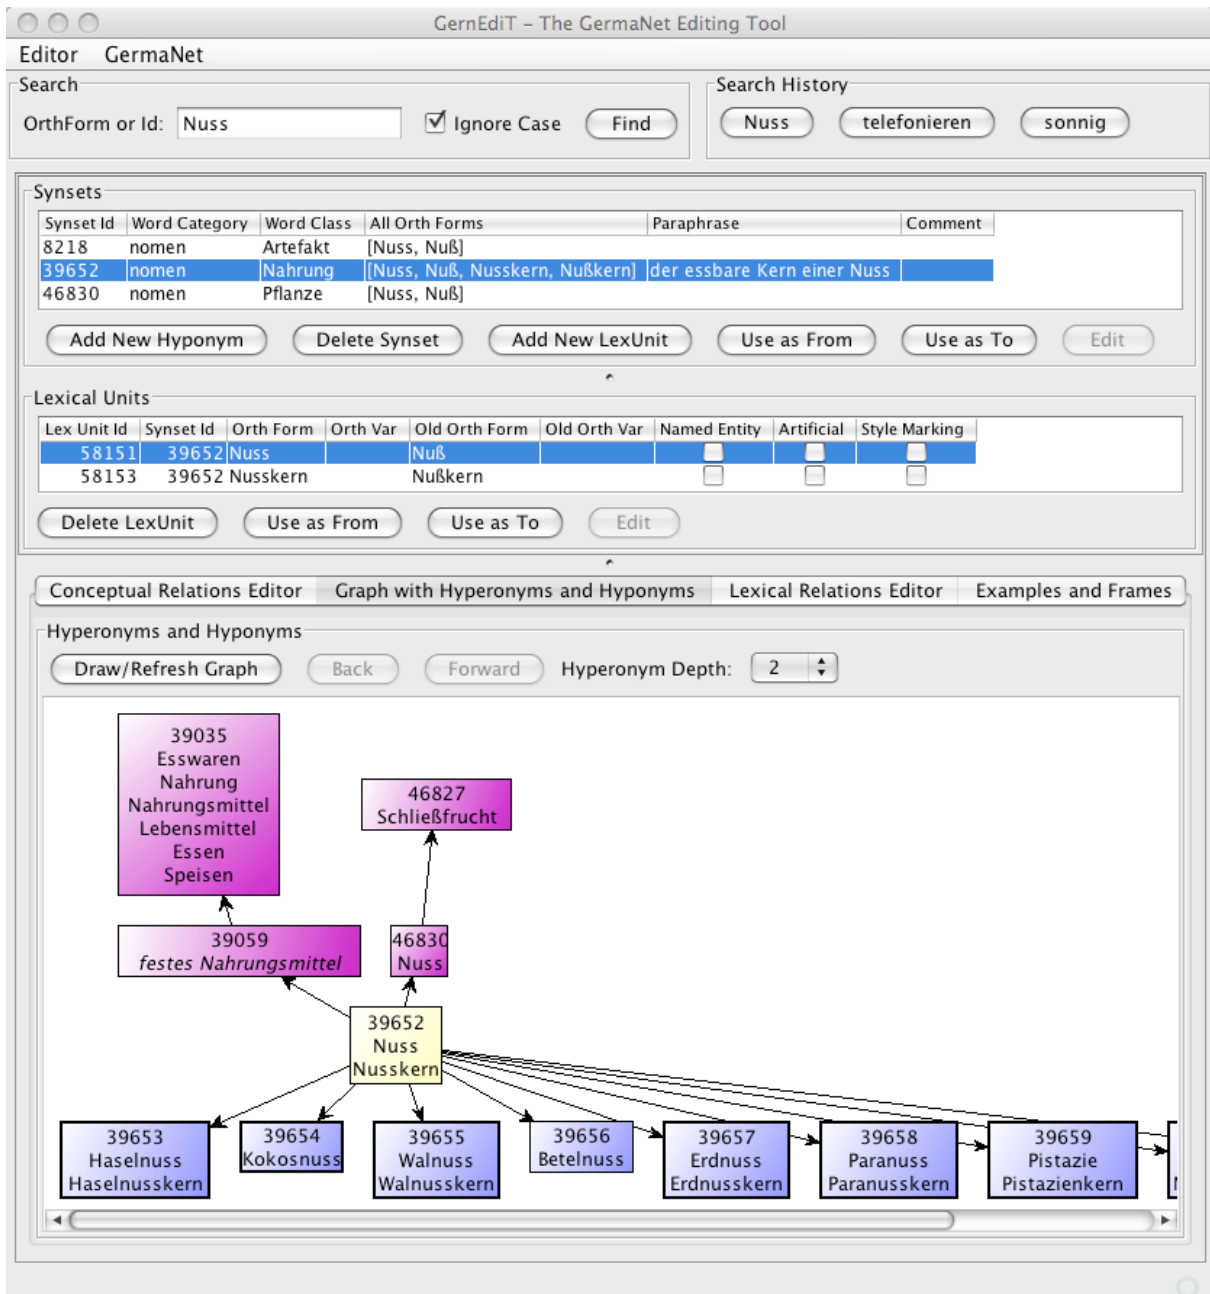 GernEdiT – The GermaNet Editing Tool
Editor GermaNet
Search
OrthForm or Id: Nuss Ignore Case Find
Search History
Nuss telefonieren sonnig
Synsets
Synset Id Word Category Word Class All Orth Forms Paraphrase Comment
8218 nomen Artefakt [Nuss, Nuß]
39652 nomen Nahrung [Nuss, Nuß, Nusskern, Nußkern] der essbare Kern einer Nuss
46830 nomen Pflanze [Nuss, Nuß]
Add New Hyponym Delete Synset Add New LexUnit Use as From Use as To Edit
Lexical Units
Lex Unit Id Synset Id Orth Form Orth Var Old Orth Form Old Orth Var Named Entity Artificial Style Marking
58151 39652 Nuss Nuß
58153 39652 Nusskern Nußkern
Delete LexUnit Use as From Use as To Edit
Conceptual Relations Editor Graph with Hyperonyms and Hyponyms Lexical Relations Editor Examples and Frames
Hyperonyms and Hyponyms
Draw/Refresh Graph Back Forward Hyperonym Depth: 2
39035
Esswaren
Nahrung
Nahrungsmittel
Lebensmittel
Essen
Speisen
46827
Schließfrucht
39059
festes Nahrungsmittel
46830
Nuss
39652
Nuss
Nusskern
39653
Haselnuss
Haselnusskern
39654
Kokosnuss
39655
Walnuss
Walnusskern
39656
Betelnuss
39657
Erdnuss
Erdnusskern
39658
Paranuss
Paranusskern
39659
Pistazie
Pistazienkern